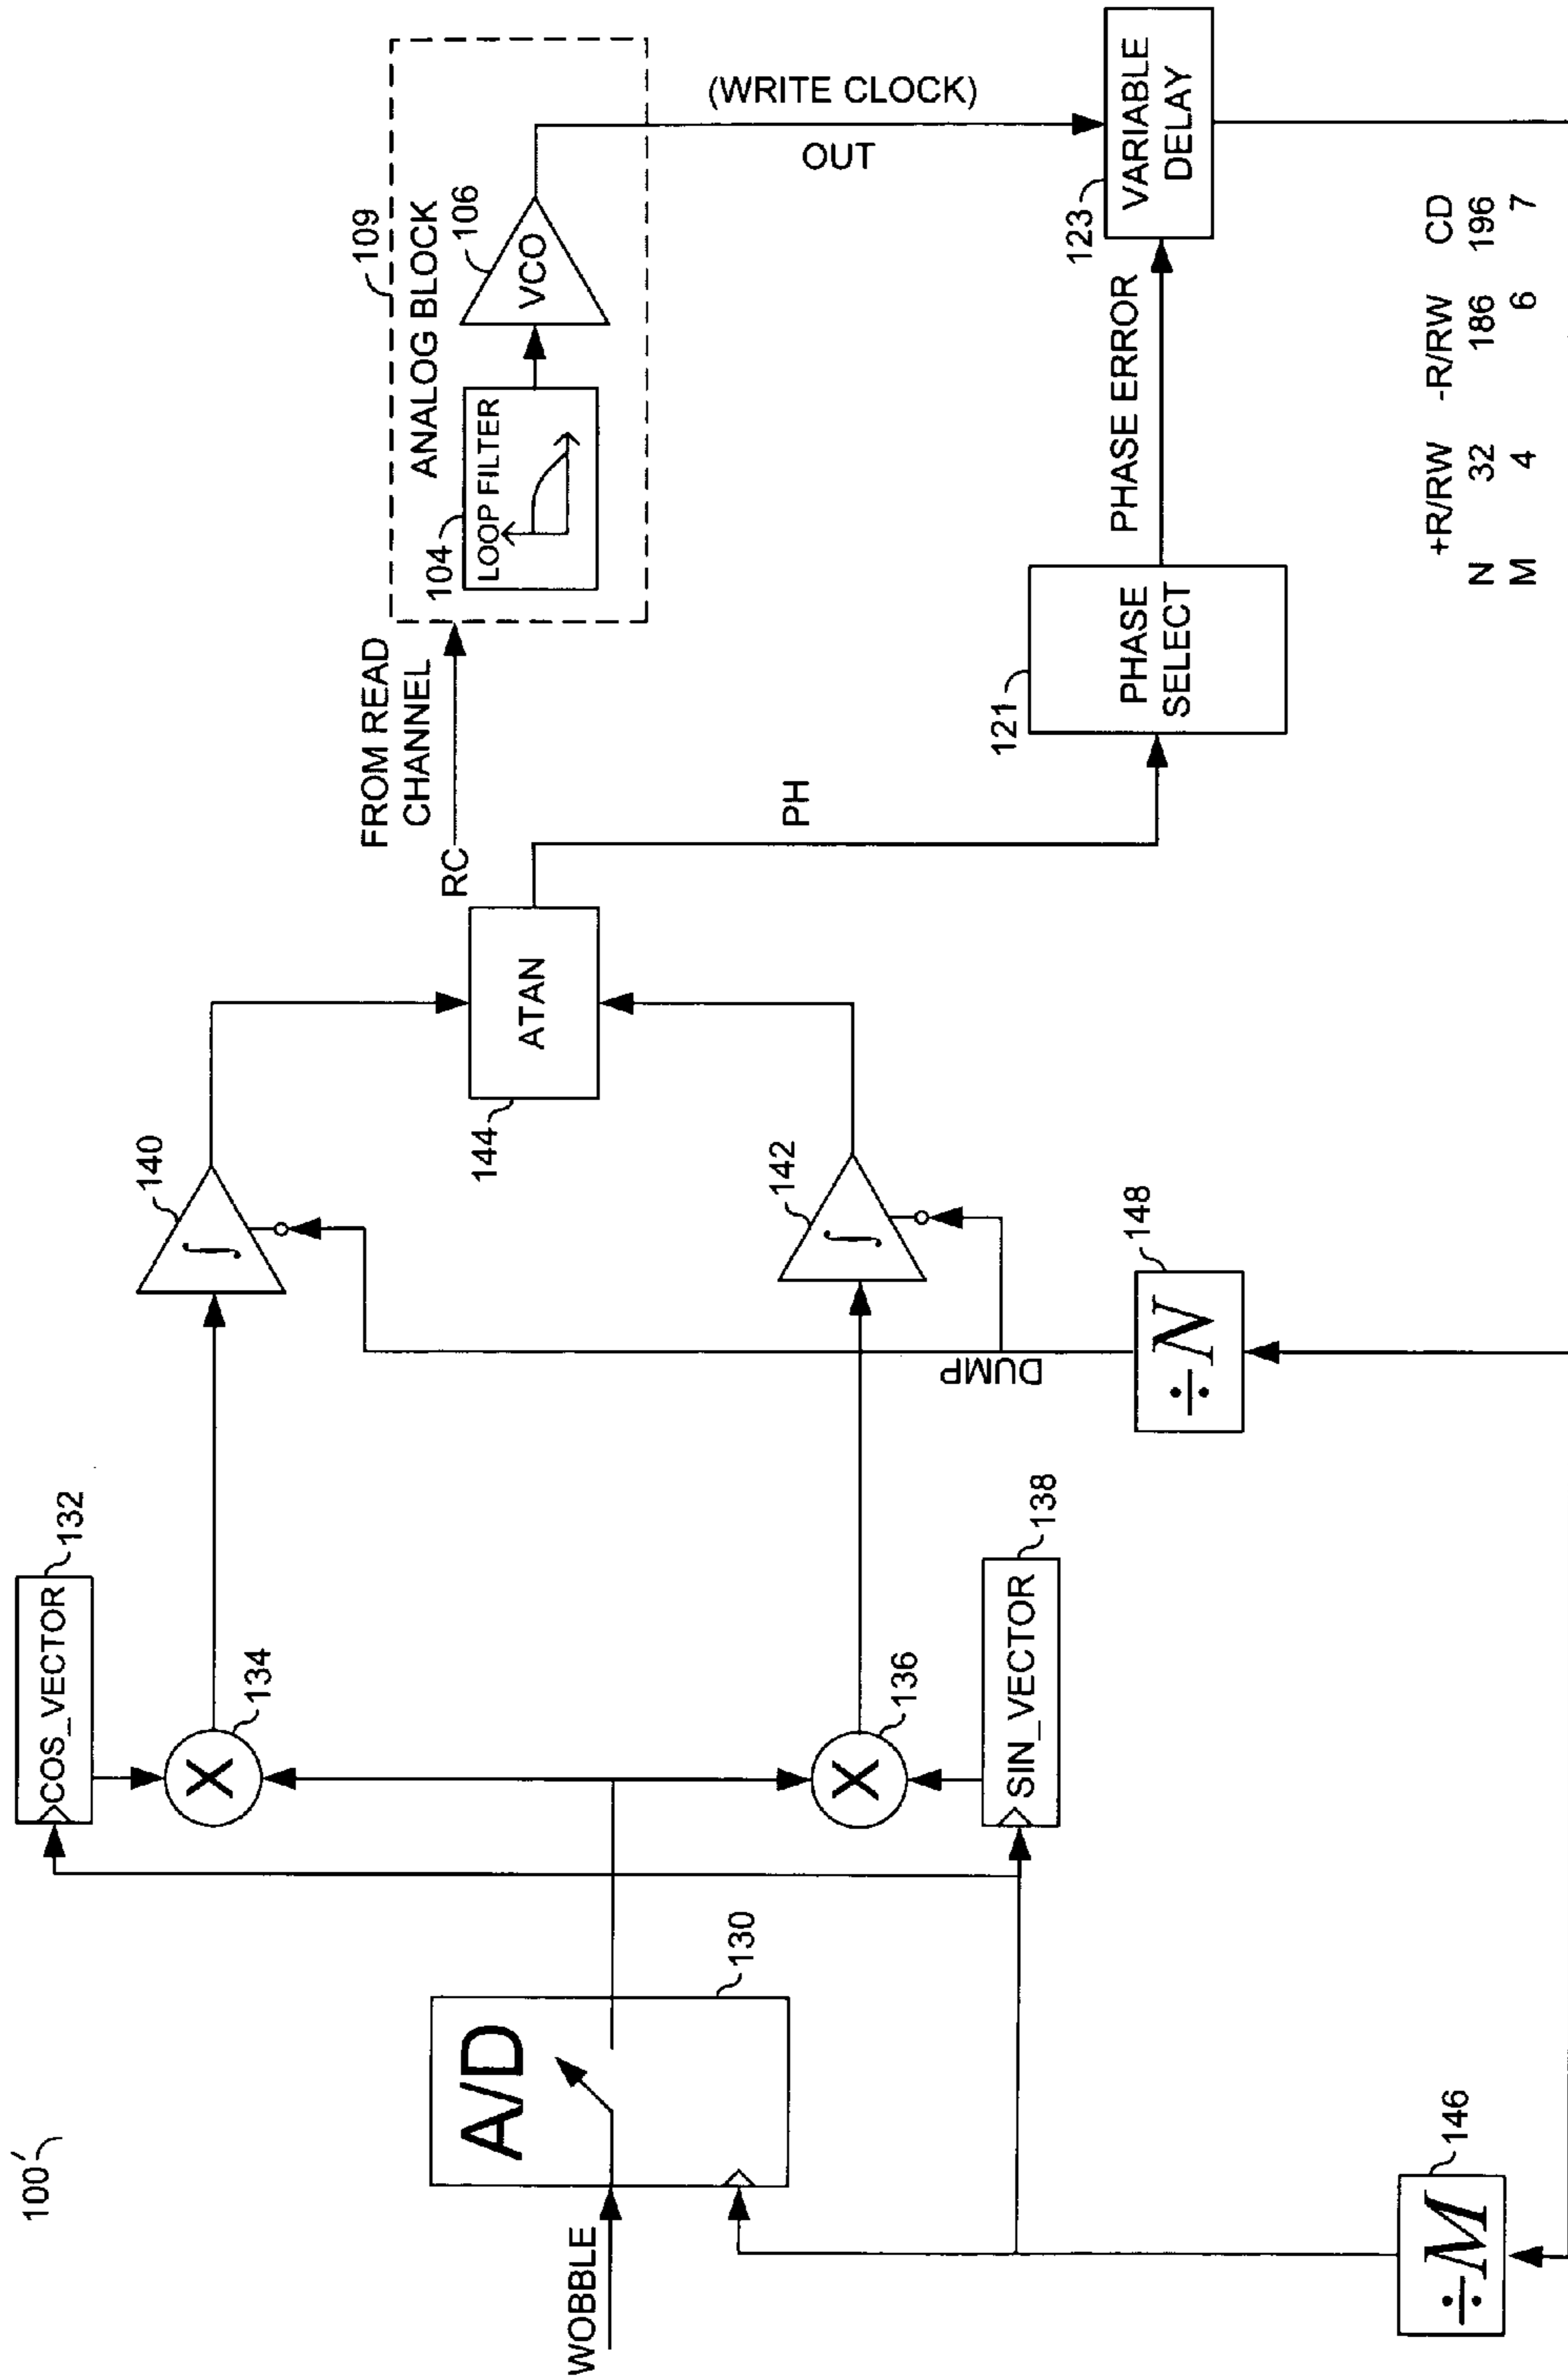 100'
WOBBLE
A/D
130
COS_VECTOR
132
X
134
X
136
SIN_VECTOR
138
÷M
146
∫
140
∫
142
DUMP
÷N
148
ATAN
144
FROM READ
CHANNEL
RC
PH
109
ANALOG BLOCK
104
LOOP FILTER
VCO
106
(WRITE CLOCK)
OUT
121
PHASE
SELECT
PHASE ERROR
123
VARIABLE
DELAY
+R/RW -R/RW CD
N 32 186 196
M 4 6 7